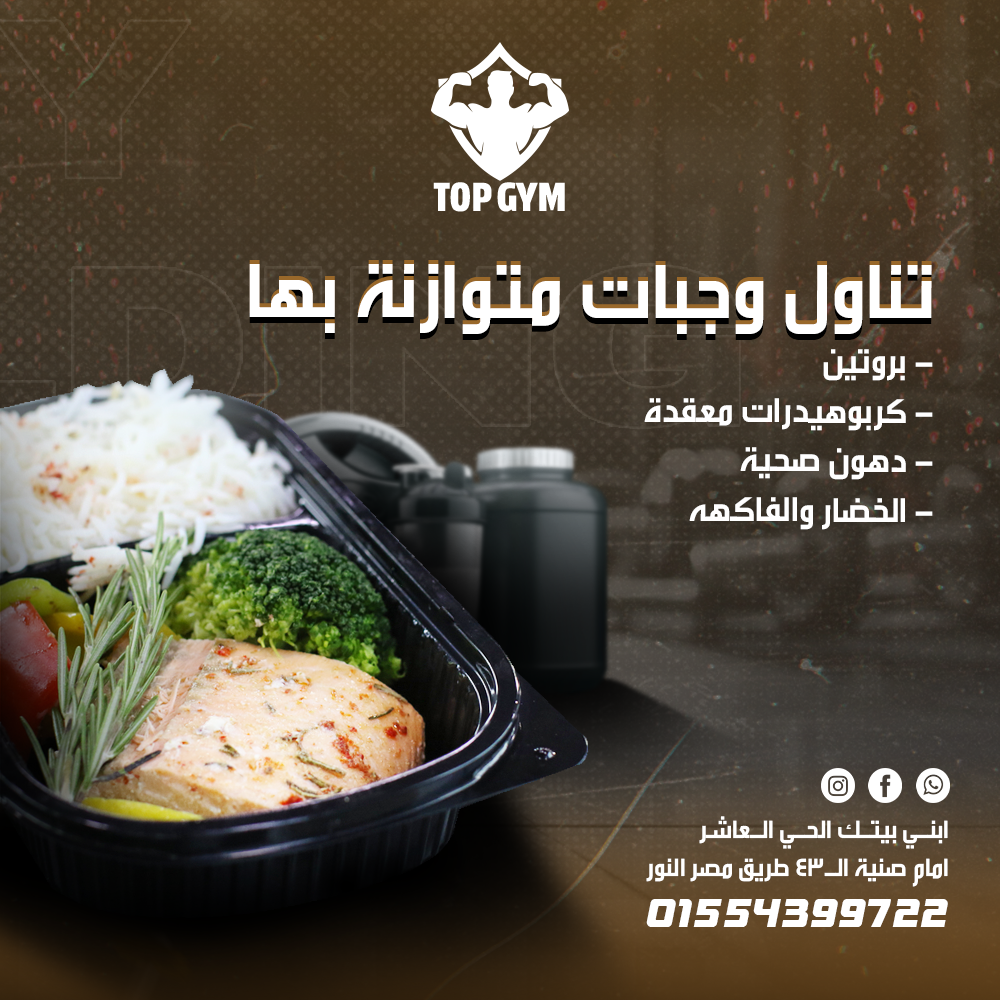 TOP GYM
تناول وجبات متوازنة بها
- بروتين
- كربوهيدرات معقدة
- دهون صحية
- الخضار والفاكهه
ابنـي بيتـك الحـي الـعاشر
امام صنية الـ٤٣ طريق مصر النور
01554399722